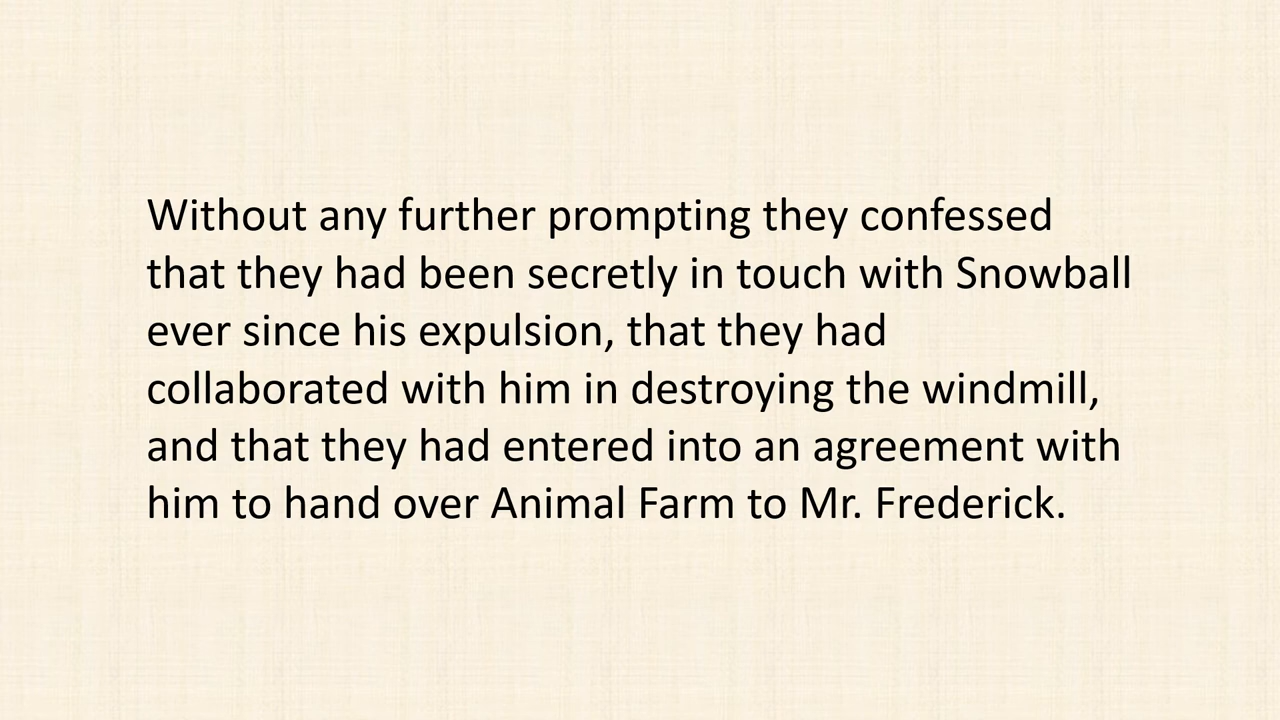 Without any further prompting they confessed
that they had been secretly in touch with Snowball
ever since his expulsion, that they had
collaborated with him in destroying the windmill,
and that they had entered into an agreement with
him to hand over Animal Farm to Mr. Frederick.